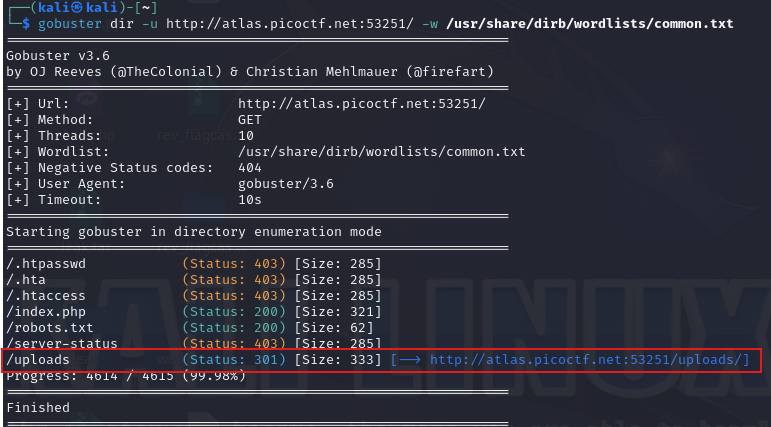 ┌──(kali㉿kali)-[~]
└─$ gobuster dir -u http://atlas.picoctf.net:53251/ -w /usr/share/dirb/wordlists/common.txt
===============================================================
Gobuster v3.6
by OJ Reeves (@TheColonial) & Christian Mehlmauer (@firefart)
===============================================================
[+] Url: http://atlas.picoctf.net:53251/
[+] Method: GET
[+] Threads: 10
[+] Wordlist: /usr/share/dirb/wordlists/common.txt
[+] Negative Status codes: 404
[+] User Agent: gobuster/3.6
[+] Timeout: 10s
===============================================================
Starting gobuster in directory enumeration mode
===============================================================
/.htpasswd (Status: 403) [Size: 285]
/.hta (Status: 403) [Size: 285]
/.htaccess (Status: 403) [Size: 285]
/index.php (Status: 200) [Size: 321]
/robots.txt (Status: 200) [Size: 62]
/server-status (Status: 403) [Size: 285]
/uploads (Status: 301) [Size: 333] [--> http://atlas.picoctf.net:53251/uploads/]
Progress: 4614 / 4615 (99.98%)
===============================================================
Finished
===============================================================